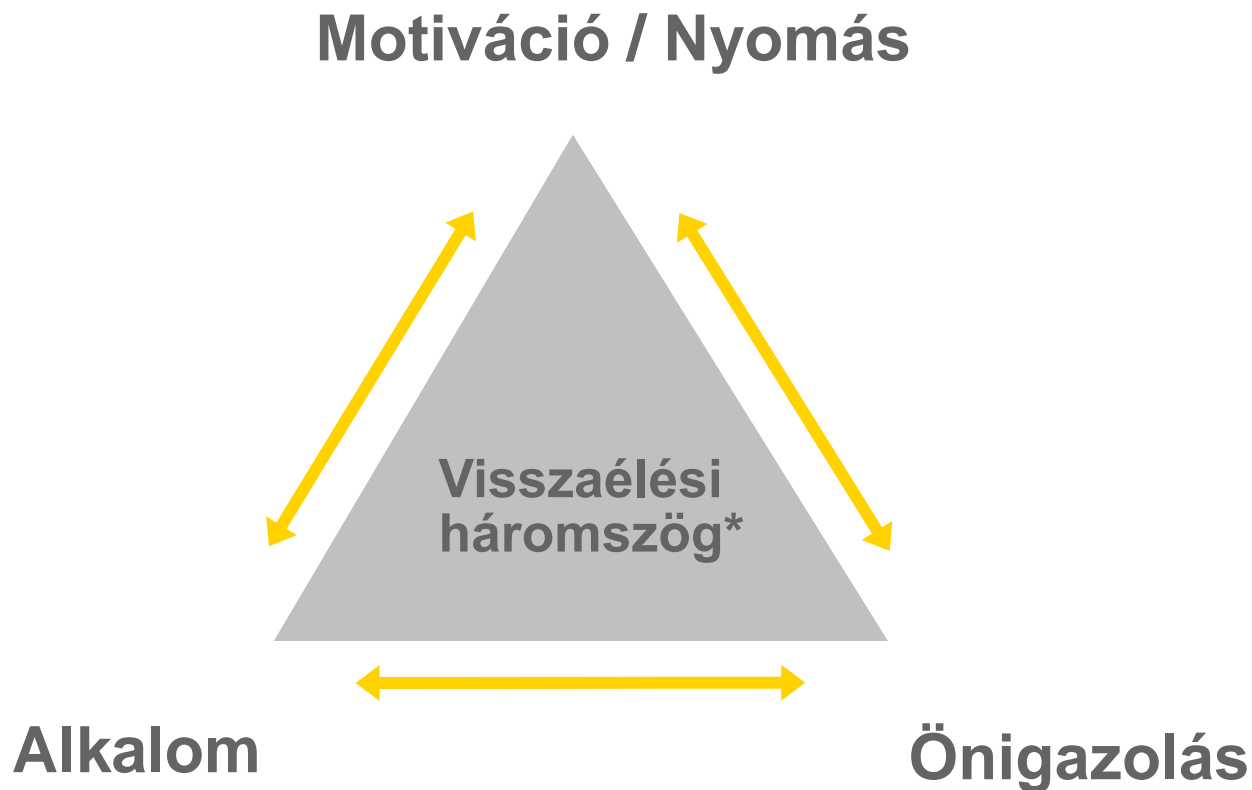 Motiváció / Nyomás
Visszaélési
háromszög*
Alkalom
Önigazolás